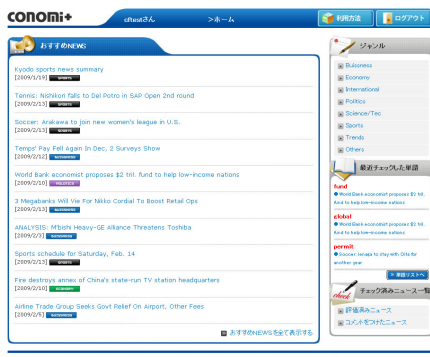 CONOMi+
cftestさん
>ホーム
利用方法
ログアウト
おすすめNEWS
Kyodo sports news summary
[2009/1/19] SPORTS
Tennis: Nishikori falls to Del Potro in SAP Open 2nd round
[2009/2/13] SPORTS
Soccer: Arakawa to join new women's league in U.S.
[2009/2/13] SPORTS
Temps' Pay Fell Again In Dec, 2 Surveys Show
[2009/2/12] BUSINESS
World Bank economist proposes $2 tril. fund to help low-income nations
[2009/2/10] POLITICS
3 Megabanks Will Vie For Nikko Cordial To Boost Retail Ops
[2009/2/13] BUSINESS
ANALYSIS: M'bishi Heavy-GE Alliance Threatens Toshiba
[2009/2/3] BUSINESS
Sports schedule for Saturday, Feb. 14
[2009/2/13] SPORTS
Fire destroys annex of China's state-run TV station headquarters
[2009/2/10] ECONOMY
Airline Trade Group Seeks Govt Relief On Airport, Other Fees
[2009/2/5] BUSINESS
おすすめNEWSを全て表示する
ジャンル
Buissness
Economy
International
Politics
Science/Tec
Sports
Trends
Others
最近チェックした単語
fund
World Bank economist proposes $2 tril.
fund to help low-income nations
global
World Bank economist proposes $2 tril.
fund to help low-income nations
permit
Soccer: to stay with Oita for
another year
単語リストへ
check
チェック済みニュース一覧
評価済みニュース
コメントをつけたニュース